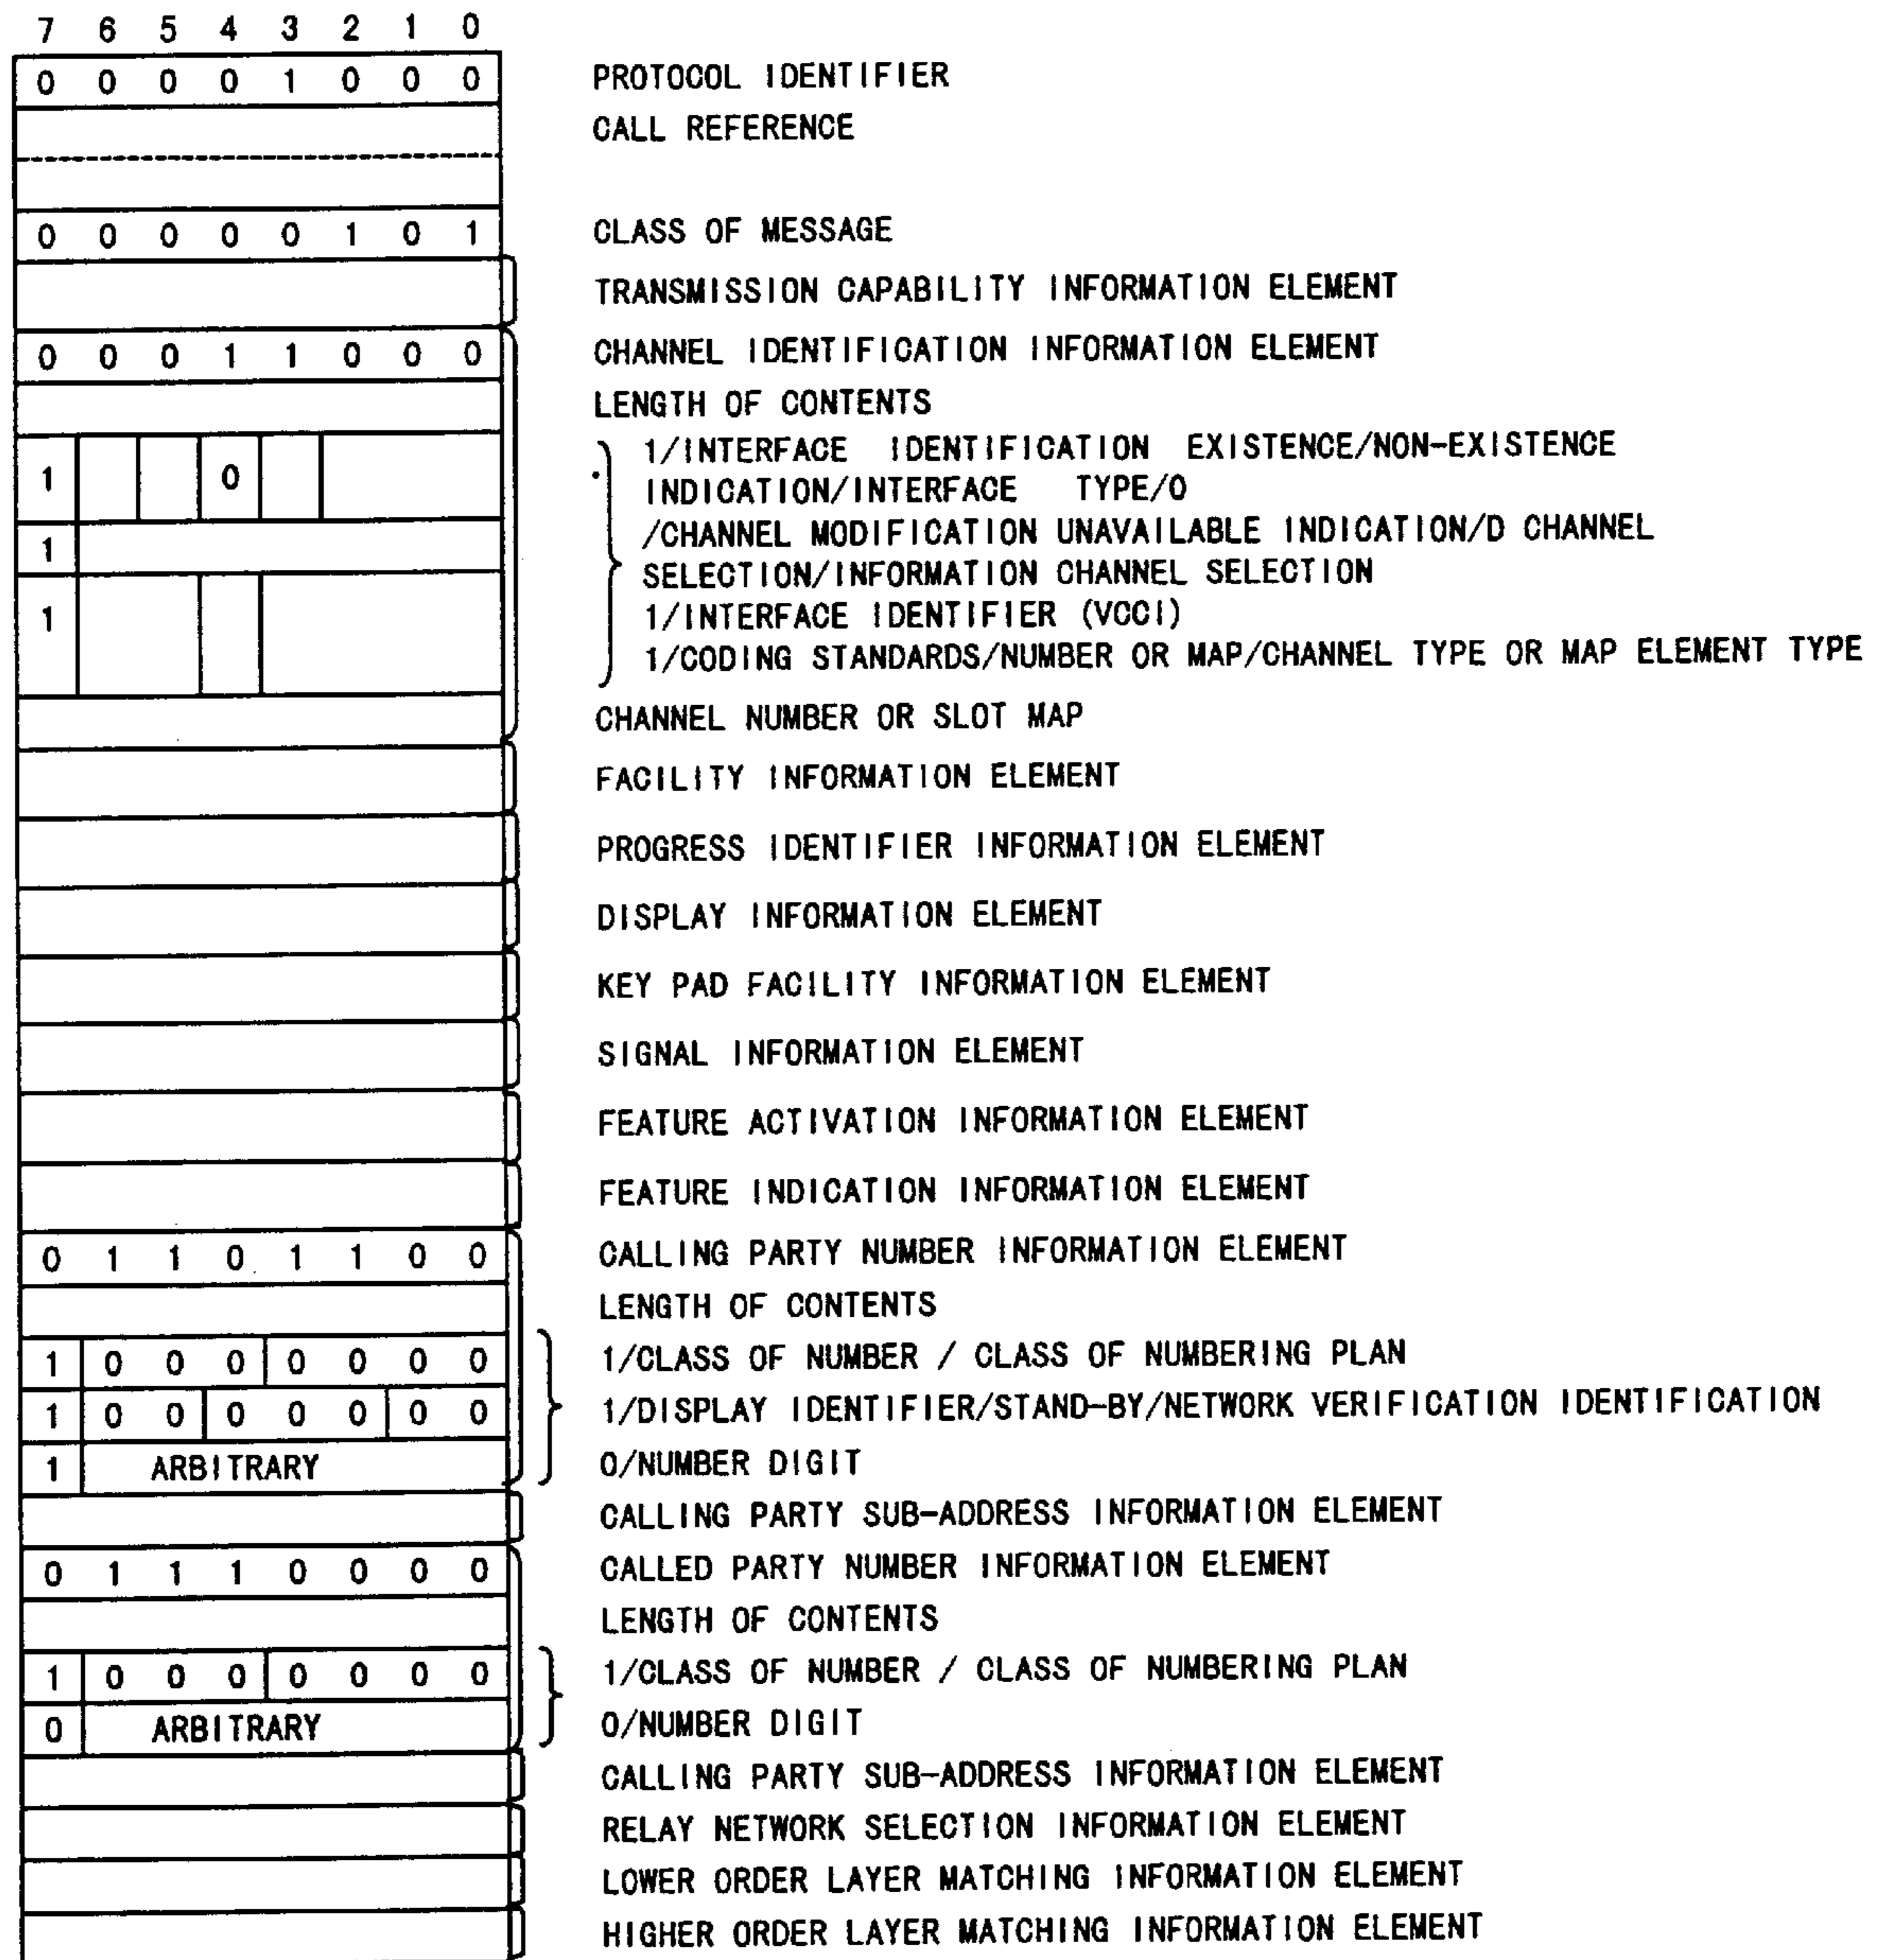 7 6 5 4 3 2 1 0
0 0 0 0 1 0 0 0 PROTOCOL IDENTIFIER
CALL REFERENCE
0 0 0 0 0 1 0 1 CLASS OF MESSAGE
TRANSMISSION CAPABILITY INFORMATION ELEMENT
0 0 0 1 1 0 0 0 CHANNEL IDENTIFICATION INFORMATION ELEMENT
LENGTH OF CONTENTS
1/INTERFACE IDENTIFICATION EXISTENCE/NON-EXISTENCE
1 0 INDICATION/INTERFACE TYPE/0
1 /CHANNEL MODIFICATION UNAVAILABLE INDICATION/D CHANNEL
SELECTION/INFORMATION CHANNEL SELECTION
1 1/INTERFACE IDENTIFIER (VCCI)
1/CODING STANDARDS/NUMBER OR MAP/CHANNEL TYPE OR MAP ELEMENT TYPE
CHANNEL NUMBER OR SLOT MAP
FACILITY INFORMATION ELEMENT
PROGRESS IDENTIFIER INFORMATION ELEMENT
DISPLAY INFORMATION ELEMENT
KEY PAD FACILITY INFORMATION ELEMENT
SIGNAL INFORMATION ELEMENT
FEATURE ACTIVATION INFORMATION ELEMENT
FEATURE INDICATION INFORMATION ELEMENT
0 1 1 0 1 1 0 0 CALLING PARTY NUMBER INFORMATION ELEMENT
LENGTH OF CONTENTS
1 0 0 0 0 0 0 0 1/CLASS OF NUMBER / CLASS OF NUMBERING PLAN
1 0 0 0 0 0 0 0 1/DISPLAY IDENTIFIER/STAND-BY/NETWORK VERIFICATION IDENTIFICATION
1 ARBITRARY 0/NUMBER DIGIT
CALLING PARTY SUB-ADDRESS INFORMATION ELEMENT
0 1 1 1 0 0 0 0 CALLED PARTY NUMBER INFORMATION ELEMENT
LENGTH OF CONTENTS
1 0 0 0 0 0 0 0 1/CLASS OF NUMBER / CLASS OF NUMBERING PLAN
0 ARBITRARY 0/NUMBER DIGIT
CALLING PARTY SUB-ADDRESS INFORMATION ELEMENT
RELAY NETWORK SELECTION INFORMATION ELEMENT
LOWER ORDER LAYER MATCHING INFORMATION ELEMENT
HIGHER ORDER LAYER MATCHING INFORMATION ELEMENT